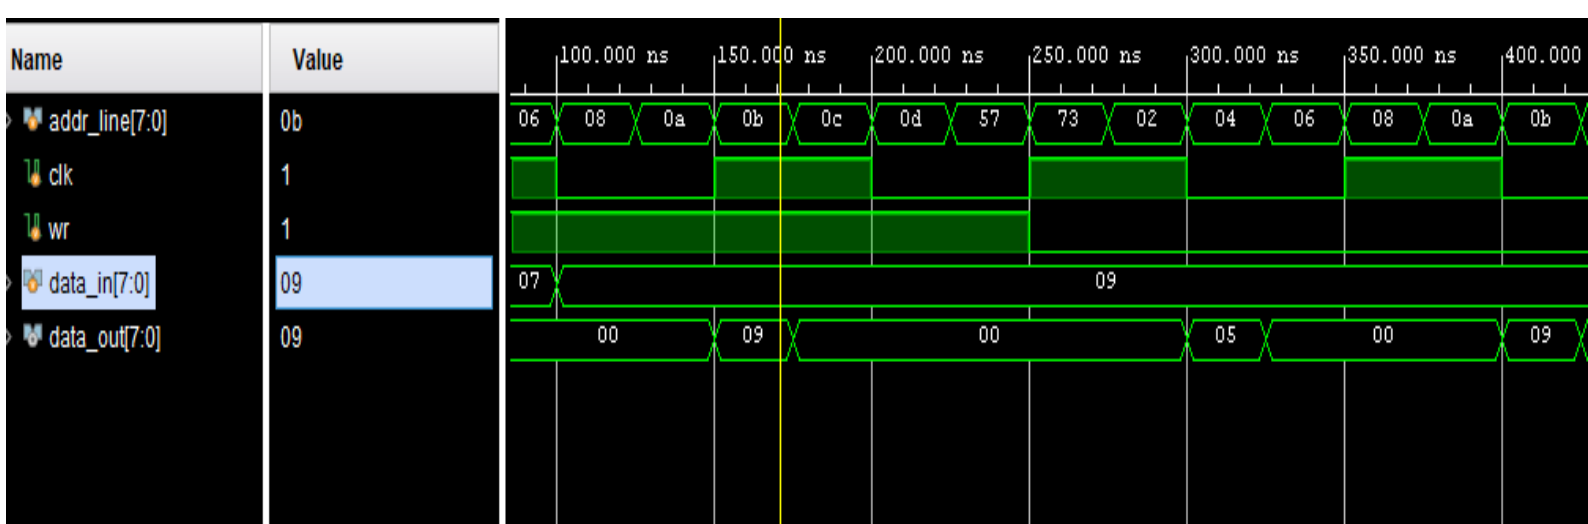 Name Value 100.000 ns 150.000 ns 200.000 ns 250.000 ns 300.000 ns 350.000 ns 400.000
addr_line[7:0] 0b 06 08 0a 0b 0c 0d 57 73 02 04 06 08 0a 0b
clk 1
wr 1
data_in[7:0] 09 07 09
data_out[7:0] 09 00 09 00 05 00 09